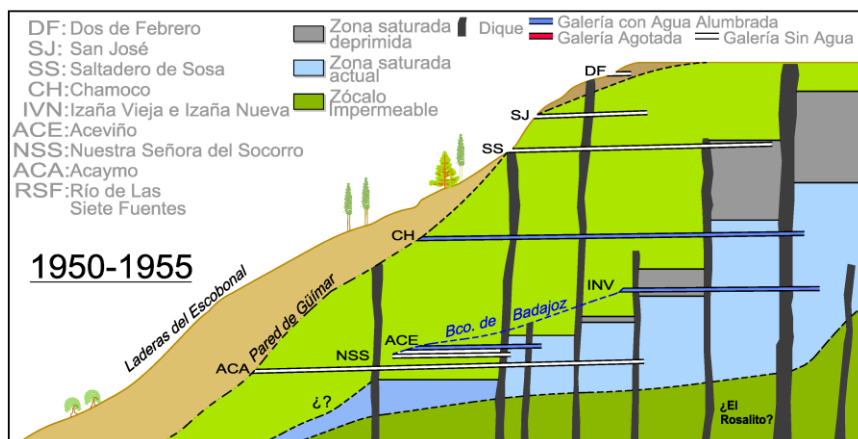 DF: Dos de Febrero
SJ: San José
SS: Saltadero de Sosa
CH: Chamoco
IVN: Izaña Vieja e Izaña Nueva
ACE: Aceviño
NSS: Nuestra Señora del Socorro
ACA: Acaymo
RSF: Río de Las
Siete Fuentes
Zona saturada
deprimida
Zona saturada
actual
Zócalo
Impermeable
Dique
Galería con Agua Alumbrada
Galería Agotada
Galería Sin Agua
1950-1955
DF
SJ
SS
CH
INV
ACE
NSS
ACA
Laderas del Escobonal
Pared de Güímar
Bco. de Badajoz
¿?
¿El
Rosalito?